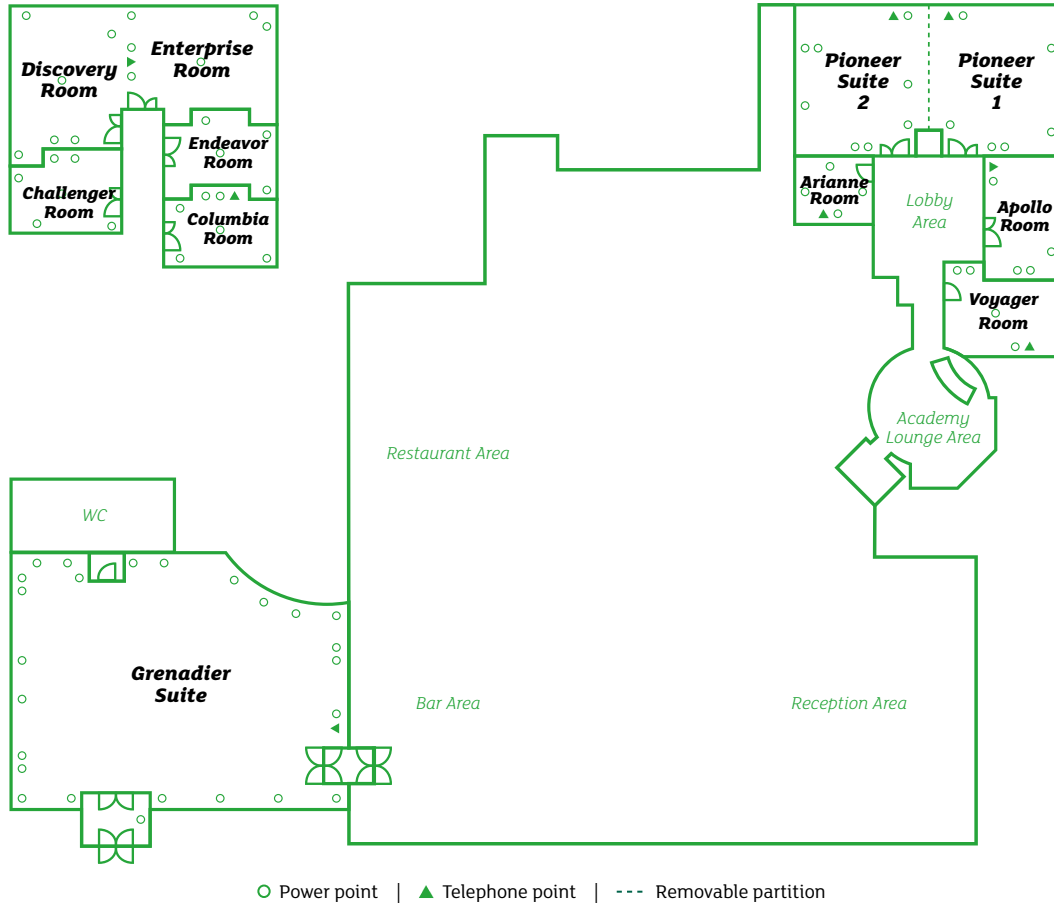 Discovery
Room
Enterprise
Room
Endeavor
Room
Challenger
Room
Columbia
Room
Pioneer
Suite
2
Pioneer
Suite
1
Arianne
Room
Lobby
Area
Apollo
Room
Voyager
Room
Academy
Lounge Area
Restaurant Area
WC
Grenadier
Suite
Bar Area
Reception Area
Power point | Telephone point | Removable partition